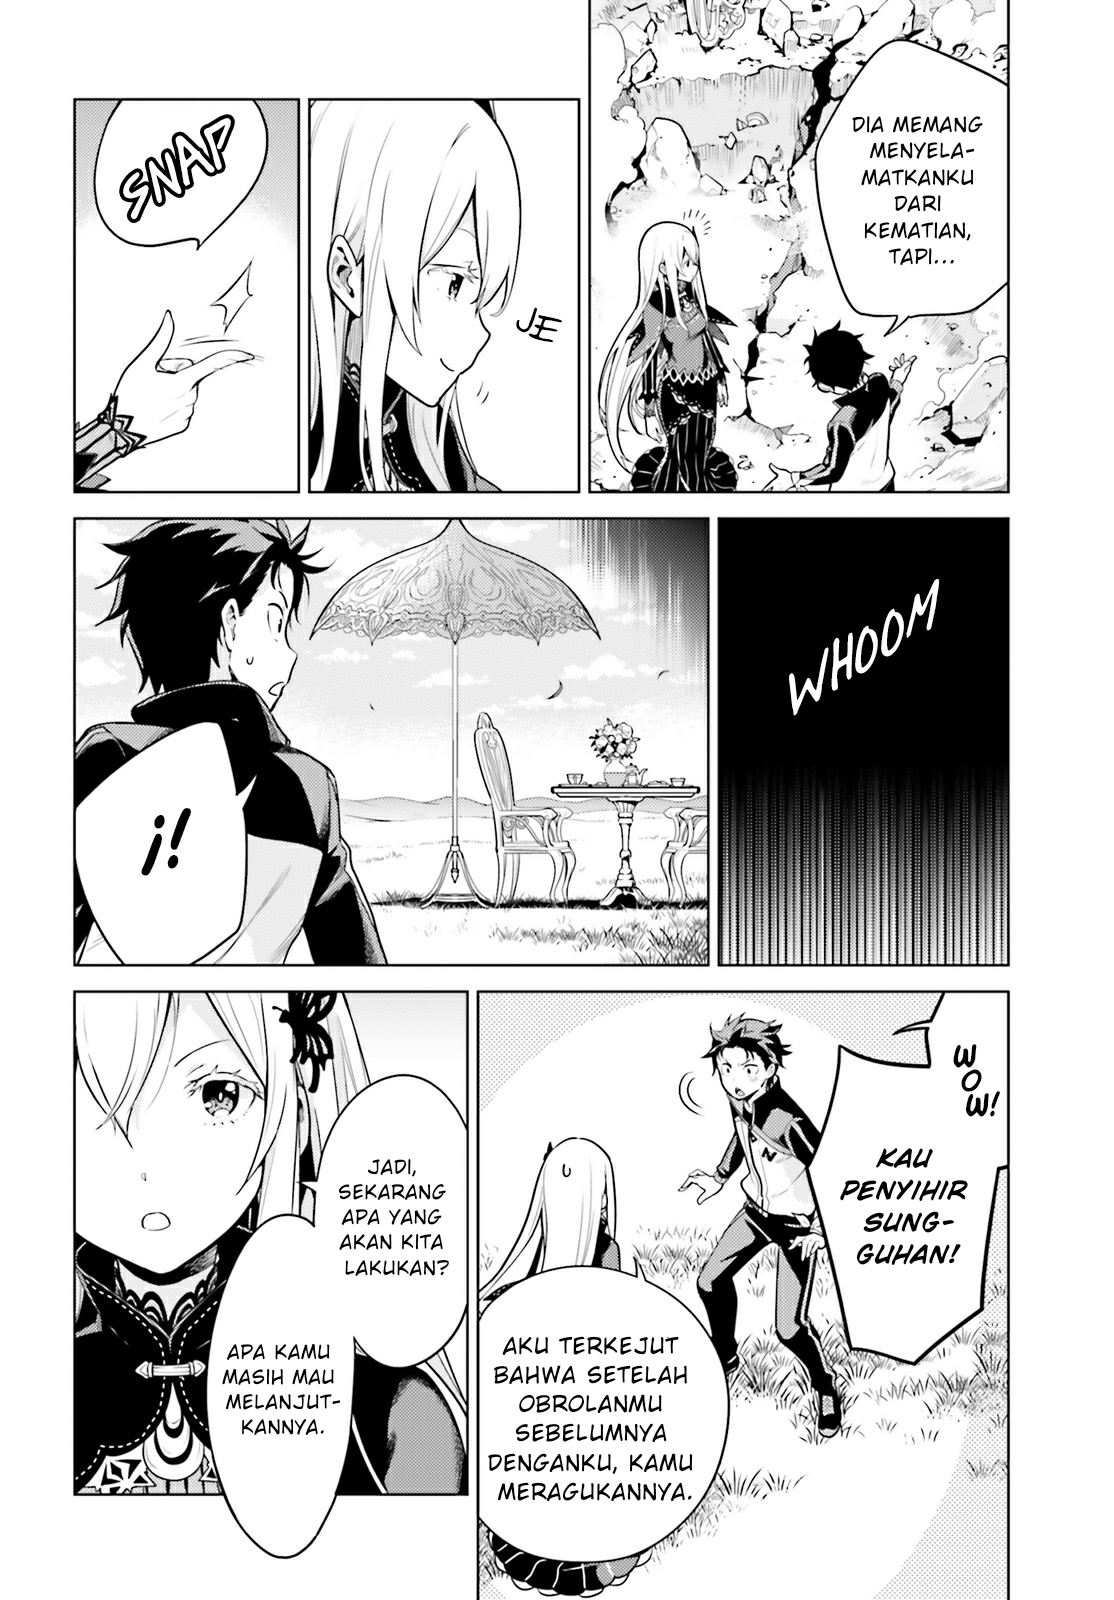 DIA MEMANG
MENYELA-
MATKANKU
DARI
KEMATIAN,
TAPI...
JE
SNAP
WHOOM
¡!
WOW!
KAU
PENYIHIR
SUNG-
GUHAN!
AKU TERKEJUT
BAHWA SETELAH
OBROLANMU
SEBELUMNYA
DENGANKU, KAMU
MERAGUKANNYA.
JADI,
SEKARANG
APA YANG
AKAN KITA
LAKUKAN?
APA KAMU
MASIH MAU
MELANJUT-
KANNYA.